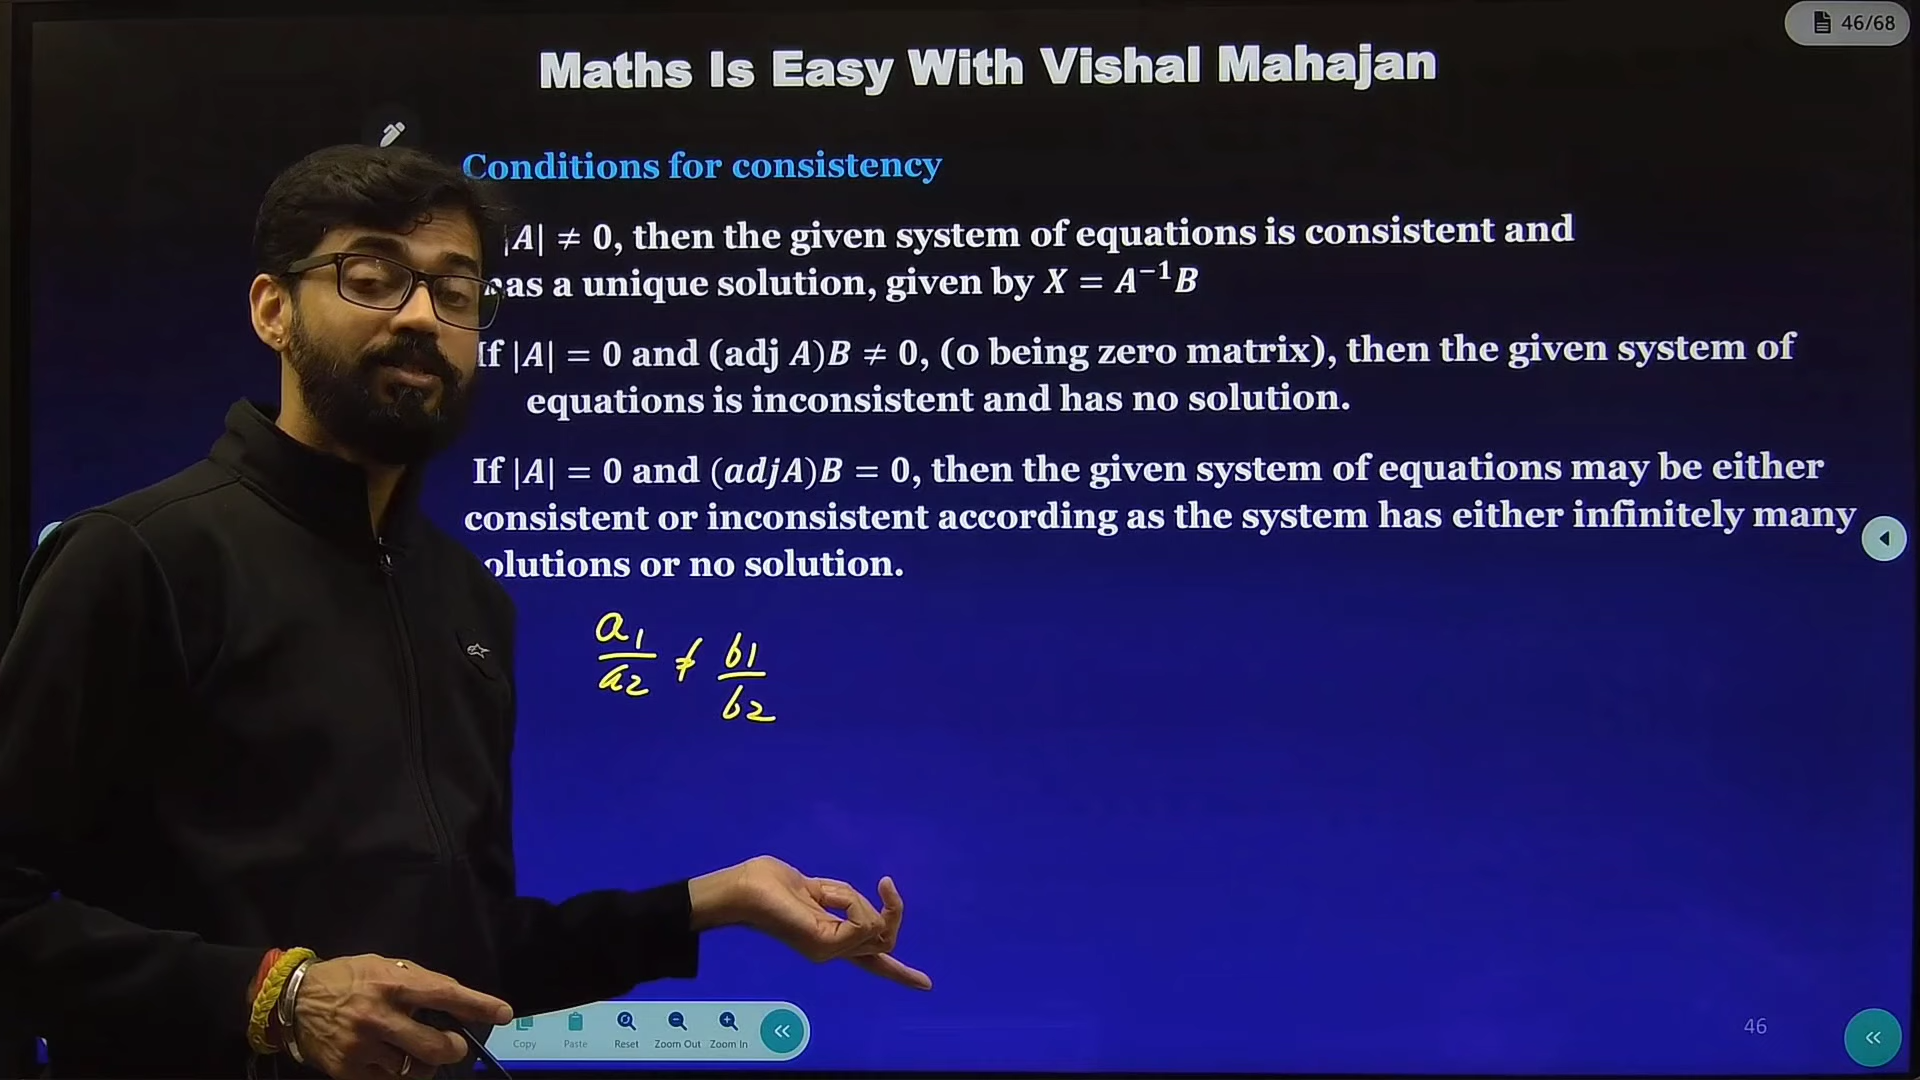 46/68
Maths Is Easy With Vishal Mahajan
Conditions for consistency
|A| ≠ 0, then the given system of equations is consistent and
has a unique solution, given by X = A⁻¹B
If |A| = 0 and (adj A)B ≠ 0, (0 being zero matrix), then the given system of
equations is inconsistent and has no solution.
If |A| = 0 and (adjA)B = 0, then the given system of equations may be either
consistent or inconsistent according as the system has either infinitely many
solutions or no solution.
a1/a2 ≠ b1/b2
Copy Paste Reset Zoom Out Zoom In
46